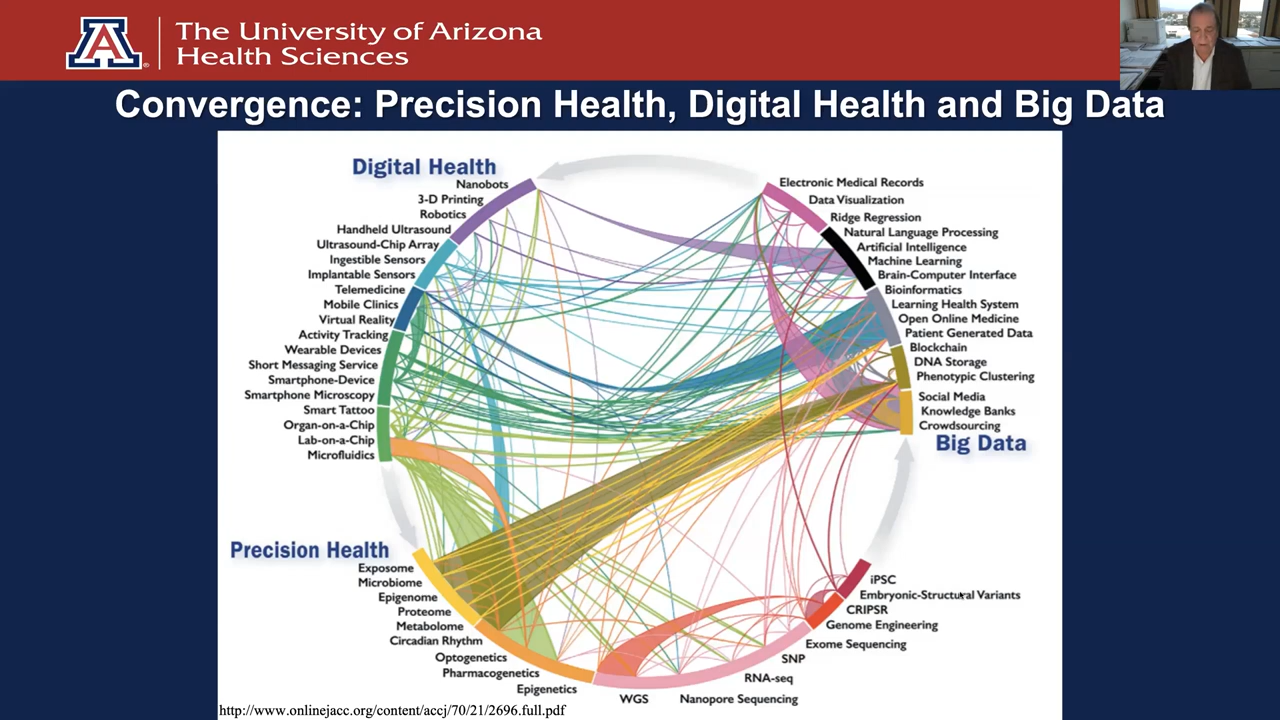 A
The University of Arizona
Health Sciences
Convergence: Precision Health, Digital Health and Big Data
Digital Health
Nanobots
3-D Printing
Robotics
Handheld Ultrasound
Ultrasound-Chip Array
Ingestible Sensors
Implantable Sensors
Telemedicine
Mobile Clinics
Virtual Reality
Activity Tracking
Wearable Devices
Short Messaging Service
Smartphone-Device
Smartphone Microscopy
Smart Tattoo
Organ-on-a-Chip
Lab-on-a-Chip
Microfluidics
Electronic Medical Records
Data Visualization
Ridge Regression
Natural Language Processing
Artificial Intelligence
Machine Learning
Brain-Computer Interface
Bioinformatics
Learning Health System
Open Online Medicine
Patient Generated Data
Blockchain
DNA Storage
Phenotypic Clustering
Social Media
Knowledge Banks
Crowdsourcing
Big Data
Precision Health
Exposome
Microbiome
Epigenome
Proteome
Metabolome
Circadian Rhythm
Optogenetics
Pharmacogenetics
Epigenetics
WGS
Nanopore Sequencing
RNA-seq
SNP
Exome Sequencing
Genome Engineering
CRIPSR
Embryonic-Structural Variants
iPSC
http://www.onlinejacc.org/content/accj/70/21/2696.full.pdf